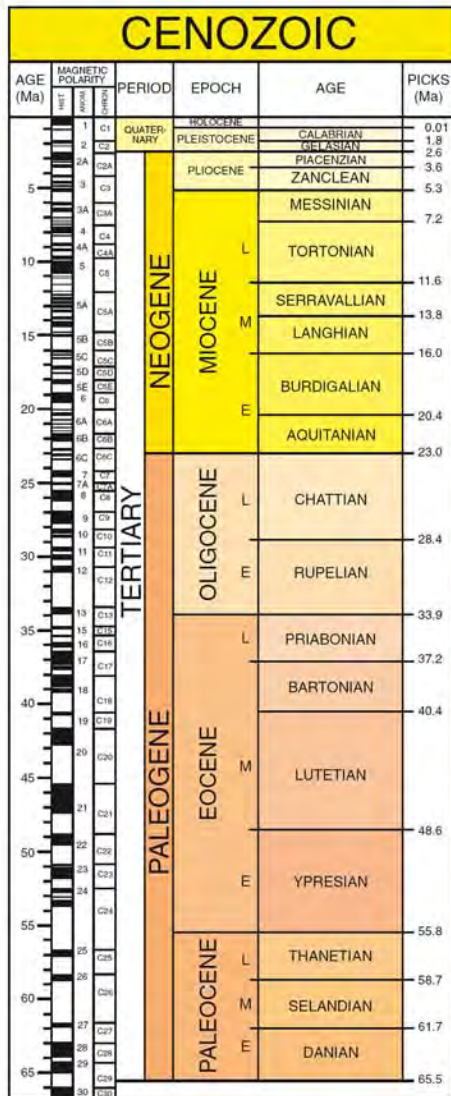 CENOZOIC
AGE (Ma)
MAGNETIC POLARITY
HIST.
ANOM.
CHRON.
PERIOD
EPOCH
AGE
PICKS (Ma)
5
10
15
20
25
30
35
40
45
50
55
60
65
1
2
2A
3
3A
4
4A
5
5A
5B
5C
5D
5E
6
6A
6B
6C
7
7A
8
9
10
11
12
13
15
16
17
18
19
20
21
22
23
24
25
26
27
28
29
30
C1
C2
C2A
C3
C3A
C4
C4A
C5
C5A
C5B
C5C
C5D
C5E
C6
C6A
C6B
C6C
C7
C7A
C8
C9
C10
C11
C12
C13
C15
C16
C17
C18
C19
C20
C21
C22
C23
C24
C25
C26
C27
C28
C29
C30
QUATER-
NARY
TERTIARY
NEOGENE
PALEOGENE
HOLOCENE
PLEISTOCENE
PLIOCENE
MIOCENE
L
M
E
OLIGOCENE
L
E
EOCENE
L
M
E
PALEOCENE
L
M
E
CALABRIAN
GELASIAN
PIACENZIAN
ZANCLEAN
MESSINIAN
TORTONIAN
SERRAVALLIAN
LANGHIAN
BURDIGALIAN
AQUITANIAN
CHATTIAN
RUPELIAN
PRIABONIAN
BARTONIAN
LUTETIAN
YPRESIAN
THANETIAN
SELANDIAN
DANIAN
0.01
1.8
2.6
3.6
5.3
7.2
11.6
13.8
16.0
20.4
23.0
28.4
33.9
37.2
40.4
48.6
55.8
58.7
61.7
65.5